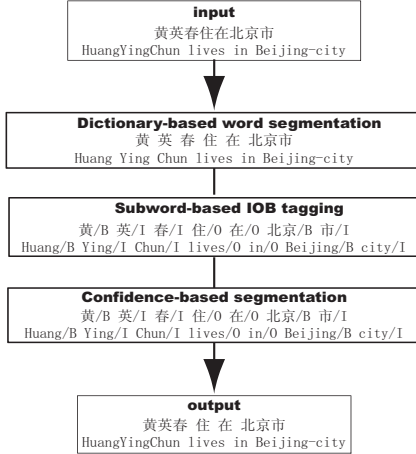 input
黄英春住在北京市
HuangYingChun lives in Beijing-city
Dictionary-based word segmentation
黄 英 春 住 在 北京市
Huang Ying Chun lives in Beijing-city
Subword-based IOB tagging
黄/B 英/I 春/I 住/O 在/O 北京/B 市/I
Huang/B Ying/I Chun/I lives/O in/O Beijing/B city/I
Confidence-based segmentation
黄/B 英/I 春/I 住/O 在/O 北京/B 市/I
Huang/B Ying/I Chun/I lives/O in/O Beijing/B city/I
output
黄英春 住 在 北京市
HuangYingChun lives in Beijing-city